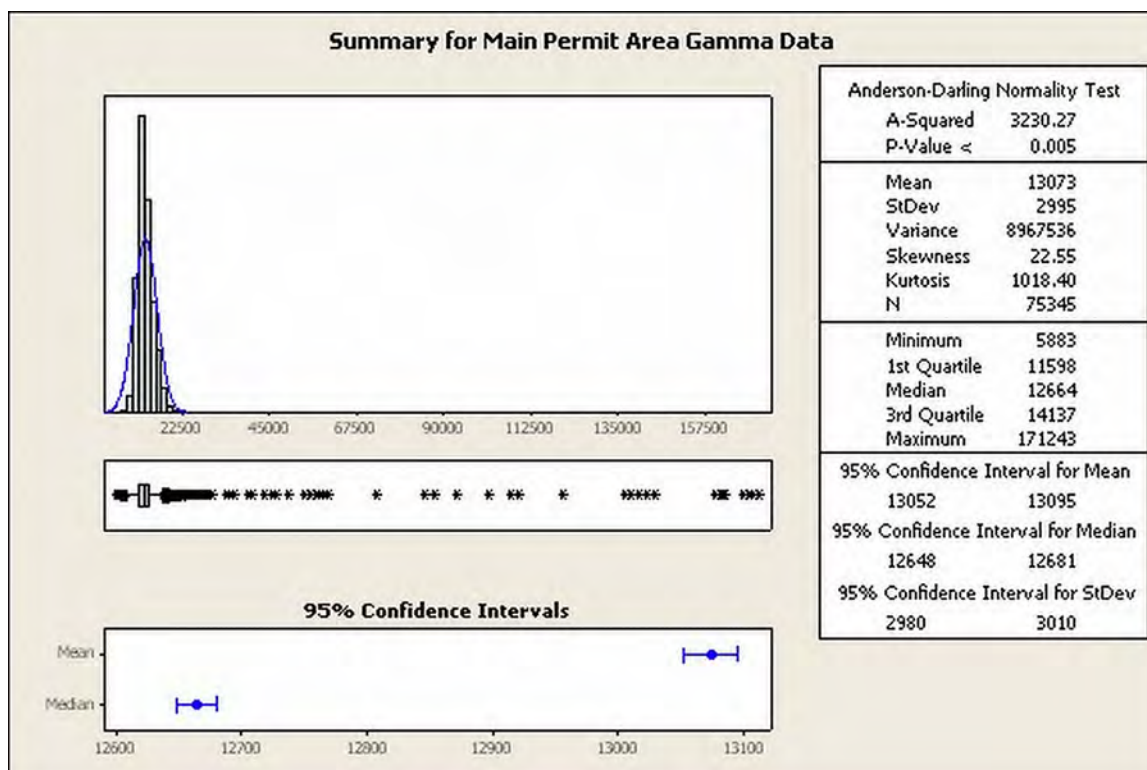 Summary for Main Permit Area Gamma Data
22500 45000 67500 90000 112500 135000 157500
95% Confidence Intervals
Mean
Median
12600 12700 12800 12900 13000 13100
Anderson-Darling Normality Test
A-Squared 3230.27
P-Value < 0.005
Mean 13073
StDev 2995
Variance 8967536
Skewness 22.55
Kurtosis 1018.40
N 75345
Minimum 5883
1st Quartile 11598
Median 12664
3rd Quartile 14137
Maximum 171243
95% Confidence Interval for Mean
13052 13095
95% Confidence Interval for Median
12648 12681
95% Confidence Interval for StDev
2980 3010